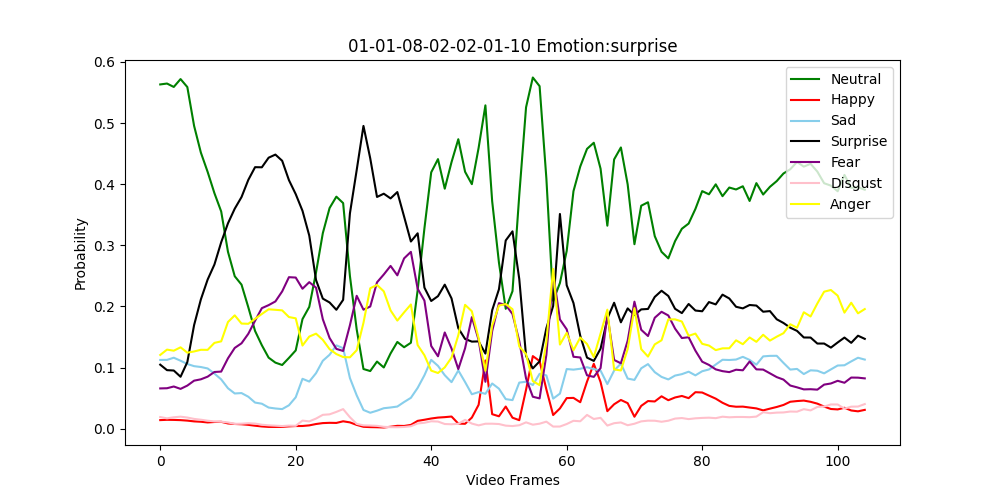 01-01-08-02-02-01-10 Emotion:surprise
0.6
0.5
0.4
0.3
0.2
0.1
0.0
Probability
0
20
40
60
80
100
Video Frames
Neutral
Happy
Sad
Surprise
Fear
Disgust
Anger